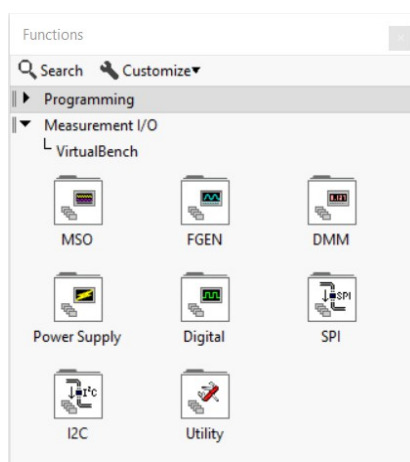 Functions
Search Customize▾
Programming
Measurement I/O
VirtualBench
MSO FGEN DMM
Power Supply Digital SPI
I2C Utility